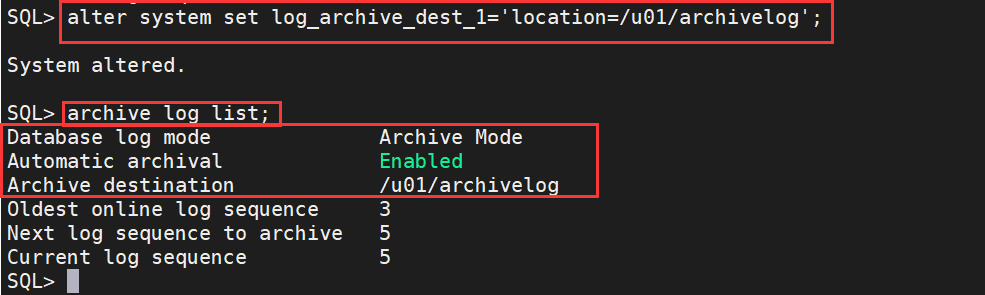 SQL> alter system set log_archive_dest_1='location=/u01/archivelog';
System altered.
SQL> archive log list;
Database log mode              Archive Mode
Automatic archival             Enabled
Archive destination            /u01/archivelog
Oldest online log sequence     3
Next log sequence to archive   5
Current log sequence           5
SQL>